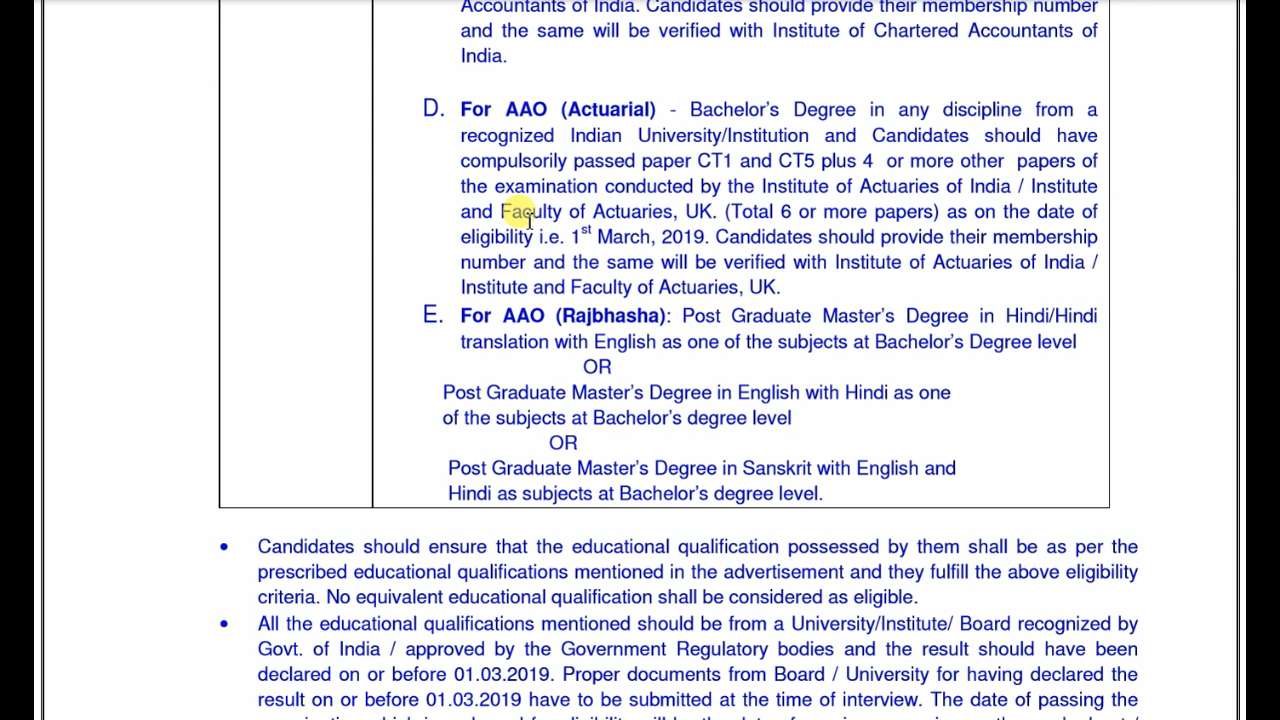 Accountants of India. Candidates should provide their membership number
and the same will be verified with Institute of Chartered Accountants of
India.
D. For AAO (Actuarial) - Bachelor's Degree in any discipline from a
recognized Indian University/Institution and Candidates should have
compulsorily passed paper CT1 and CT5 plus 4 or more other papers of
the examination conducted by the Institute of Actuaries of India / Institute
and Faculty of Actuaries, UK. (Total 6 or more papers) as on the date of
eligibility i.e. 1st March, 2019. Candidates should provide their membership
number and the same will be verified with Institute of Actuaries of India /
Institute and Faculty of Actuaries, UK.
E. For AAO (Rajbhasha): Post Graduate Master's Degree in Hindi/Hindi
translation with English as one of the subjects at Bachelor's Degree level
OR
Post Graduate Master's Degree in English with Hindi as one
of the subjects at Bachelor's degree level
OR
Post Graduate Master's Degree in Sanskrit with English and
Hindi as subjects at Bachelor's degree level.
• Candidates should ensure that the educational qualification possessed by them shall be as per the
prescribed educational qualifications mentioned in the advertisement and they fulfill the above eligibility
criteria. No equivalent educational qualification shall be considered as eligible.
• All the educational qualifications mentioned should be from a University/Institute/ Board recognized by
Govt. of India / approved by the Government Regulatory bodies and the result should have been
declared on or before 01.03.2019. Proper documents from Board / University for having declared the
result on or before 01.03.2019 have to be submitted at the time of interview. The date of passing the